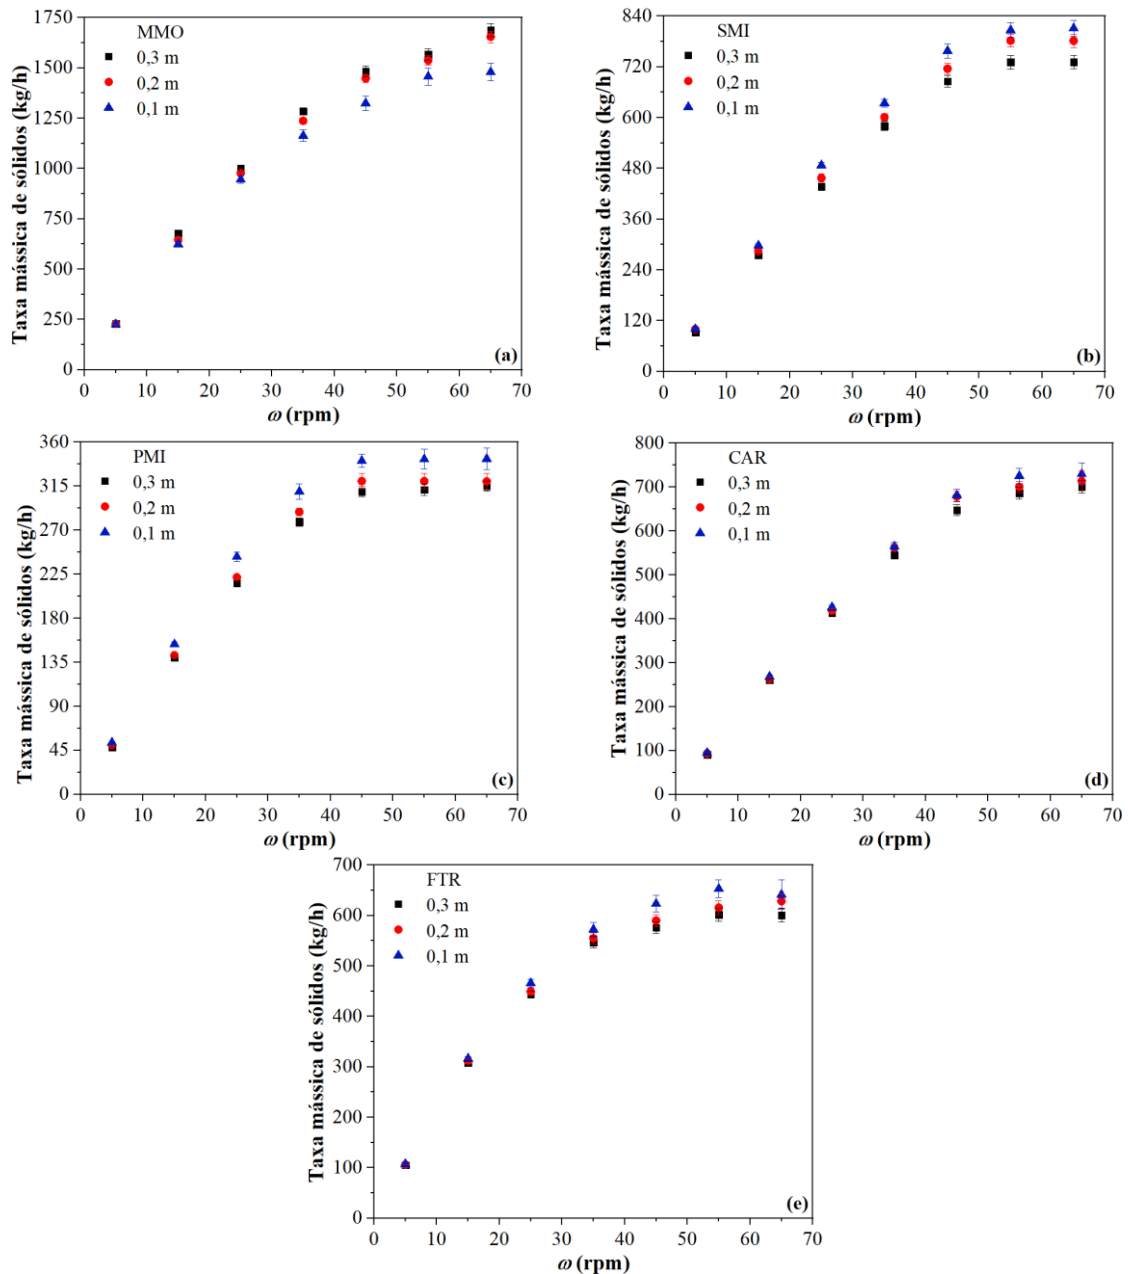 MMO
0,3 m
0,2 m
0,1 m
Taxa mássica de sólidos (kg/h)
1750
1500
1250
1000
750
500
250
0
0 10 20 30 40 50 60 70
ω (rpm)
(a)
SMI
0,3 m
0,2 m
0,1 m
Taxa mássica de sólidos (kg/h)
840
720
600
480
360
240
120
0
0 10 20 30 40 50 60 70
ω (rpm)
(b)
PMI
0,3 m
0,2 m
0,1 m
Taxa mássica de sólidos (kg/h)
360
315
270
225
180
135
90
45
0
0 10 20 30 40 50 60 70
ω (rpm)
(c)
CAR
0,3 m
0,2 m
0,1 m
Taxa mássica de sólidos (kg/h)
800
700
600
500
400
300
200
100
0
0 10 20 30 40 50 60 70
ω (rpm)
(d)
FTR
0,3 m
0,2 m
0,1 m
Taxa mássica de sólidos (kg/h)
700
600
500
400
300
200
100
0
0 10 20 30 40 50 60 70
ω (rpm)
(e)